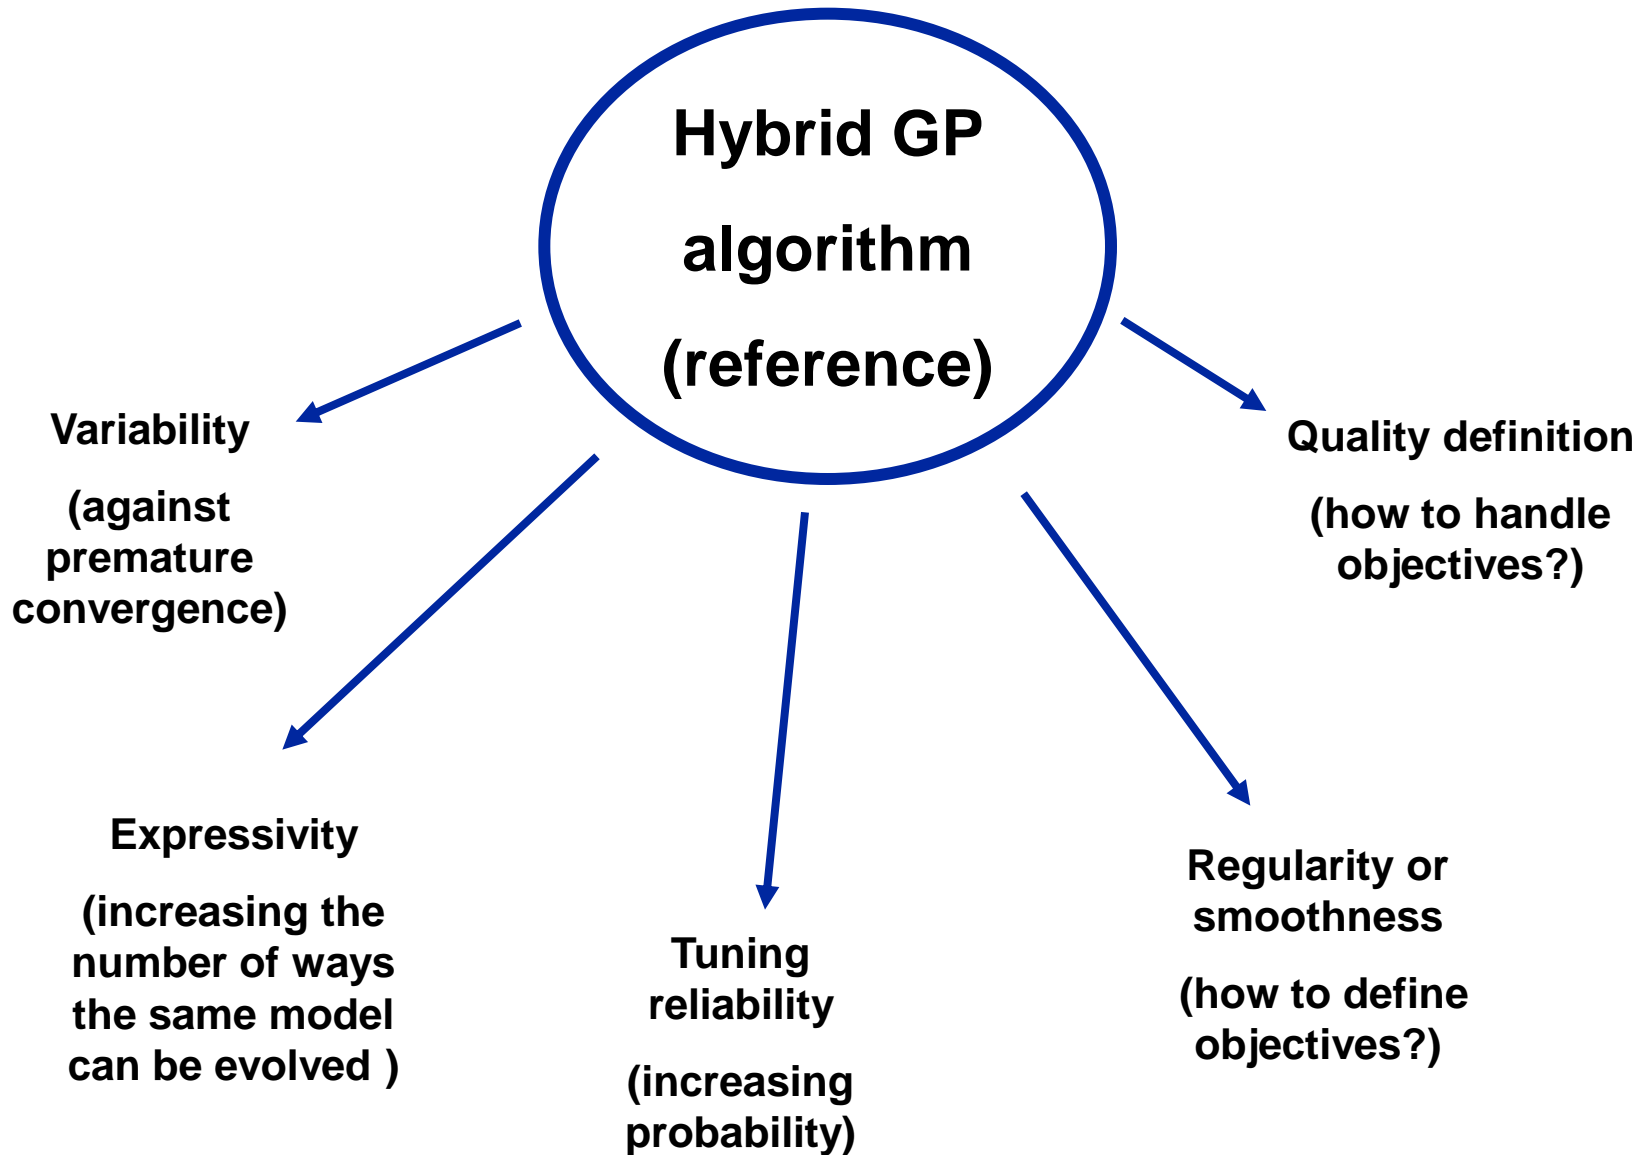 Hybrid GP
algorithm
(reference)
Variability
(against
premature
convergence)
Quality definition
(how to handle
objectives?)
Expressivity
(increasing the
number of ways
the same model
can be evolved )
Tuning
reliability
(increasing
probability)
Regularity or
smoothness
(how to define
objectives?)